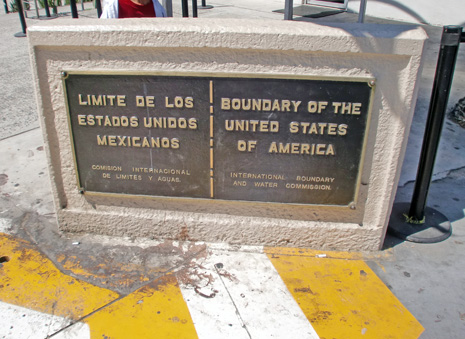 LIMITE DE LOS
ESTADOS UNIDOS
MEXICANOS
COMISION INTERNACIONAL
DE LIMITES Y AGUAS
BOUNDARY OF THE
UNITED STATES
OF AMERICA
INTERNATIONAL BOUNDARY
AND WATER COMMISSION